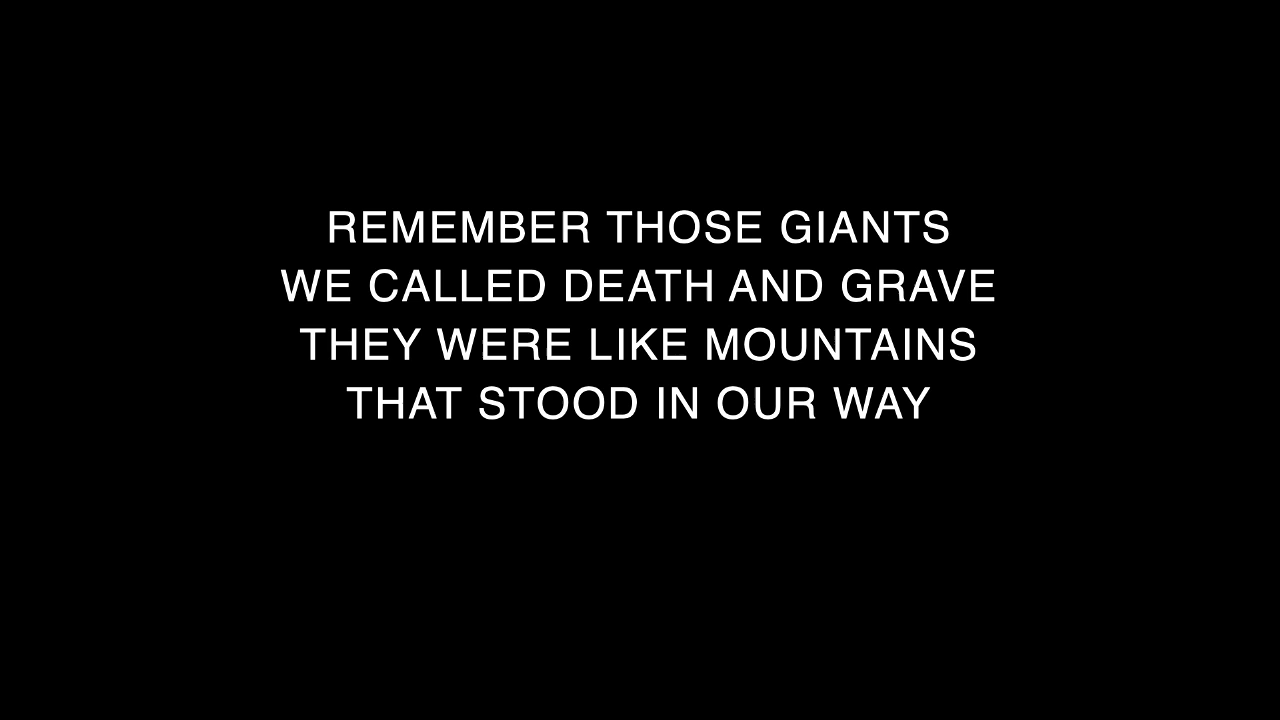 REMEMBER THOSE GIANTS
WE CALLED DEATH AND GRAVE
THEY WERE LIKE MOUNTAINS
THAT STOOD IN OUR WAY